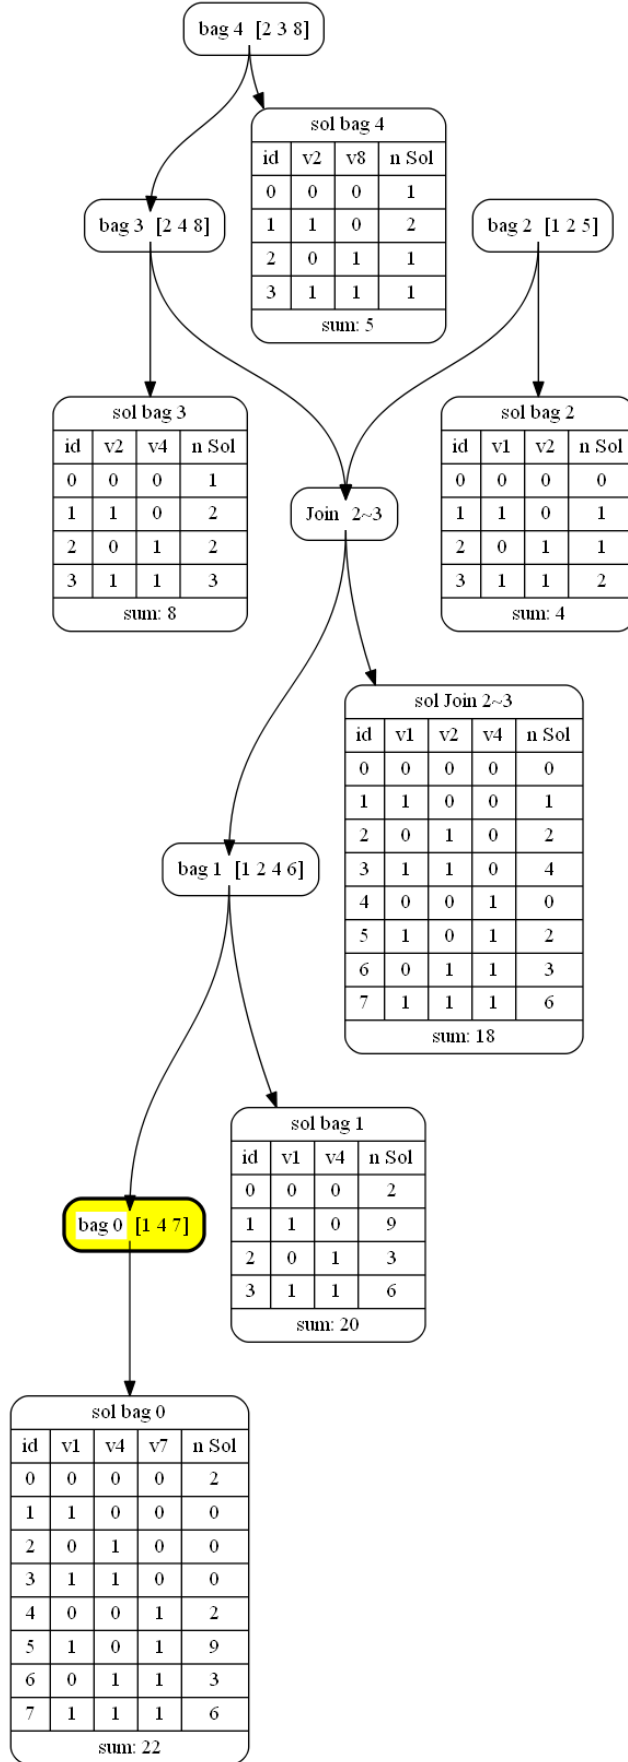 bag 4 [2 3 8]
sol bag 4
id v2 v8 n Sol
0 0 0 1
1 1 0 2
2 0 1 1
3 1 1 1
sum: 5
bag 3 [2 4 8]
bag 2 [1 2 5]
sol bag 3
id v2 v4 n Sol
0 0 0 1
1 1 0 2
2 0 1 2
3 1 1 3
sum: 8
sol bag 2
id v1 v2 n Sol
0 0 0 0
1 1 0 1
2 0 1 1
3 1 1 2
sum: 4
Join 2~3
sol Join 2~3
id v1 v2 v4 n Sol
0 0 0 0 0
1 1 0 0 1
2 0 1 0 2
3 1 1 0 4
4 0 0 1 0
5 1 0 1 2
6 0 1 1 3
7 1 1 1 6
sum: 18
bag 1 [1 2 4 6]
sol bag 1
id v1 v4 n Sol
0 0 0 2
1 1 0 9
2 0 1 3
3 1 1 6
sum: 20
bag 0 [1 4 7]
sol bag 0
id v1 v4 v7 n Sol
0 0 0 0 2
1 1 0 0 0
2 0 1 0 0
3 1 1 0 0
4 0 0 1 2
5 1 0 1 9
6 0 1 1 3
7 1 1 1 6
sum: 22